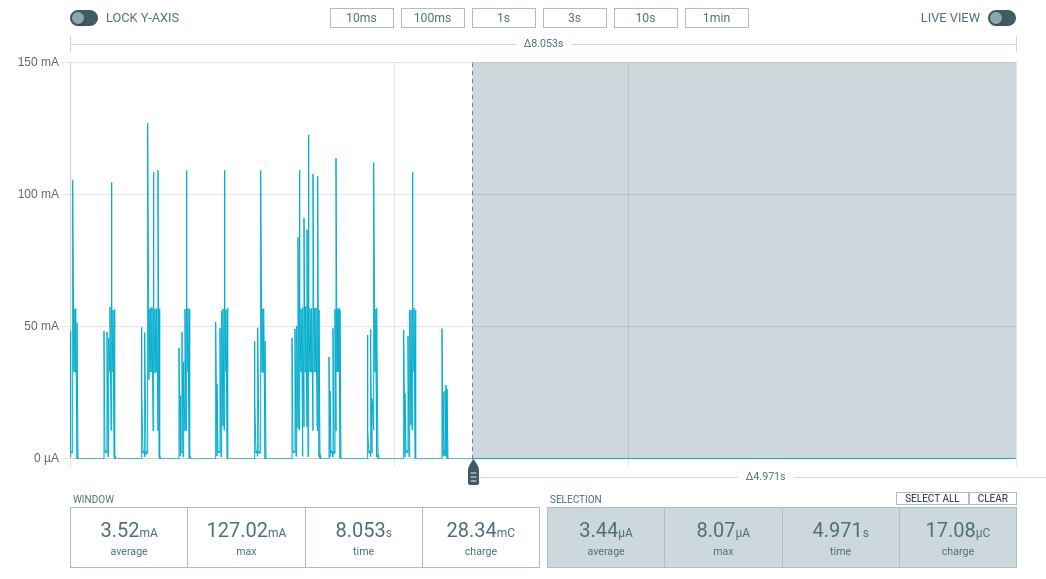 LOCK Y-AXIS 10ms 100ms 1s 3s 10s 1min LIVE VIEW
Δ8.053s
150 mA
100 mA
50 mA
0 µA
Δ4.971s
WINDOW SELECTION SELECT ALL CLEAR
3.52mA 127.02mA 8.053s 28.34mC 3.44µA 8.07µA 4.971s 17.08µC
average max time charge average max time charge